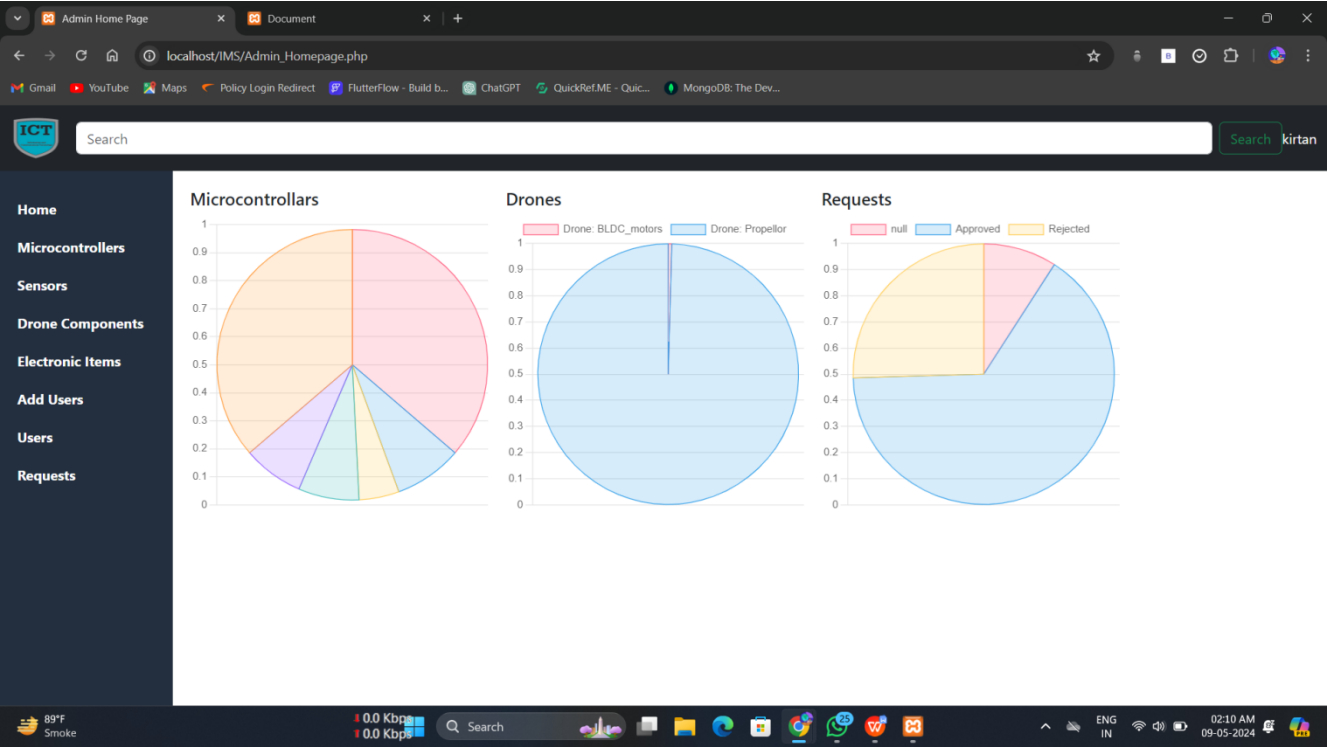 Admin Home Page
Document
localhost/IMS/Admin_Homepage.php
Gmail YouTube Maps Policy Login Redirect FlutterFlow - Build b... ChatGPT QuickRef.ME - Quic... MongoDB: The Dev...
ICT
Search
Search
kirtan
Home
Microcontrollers
Sensors
Drone Components
Electronic Items
Add Users
Users
Requests
Microcontrollars
1
0.9
0.8
0.7
0.6
0.5
0.4
0.3
0.2
0.1
0
Drones
Drone: BLDC_motors Drone: Propellor
1
0.9
0.8
0.7
0.6
0.5
0.4
0.3
0.2
0.1
0
Requests
null Approved Rejected
1
0.9
0.8
0.7
0.6
0.5
0.4
0.3
0.2
0.1
0
89°F
Smoke
0.0 Kbps
0.0 Kbps
Search
25
ENG
IN
02:10 AM
09-05-2024